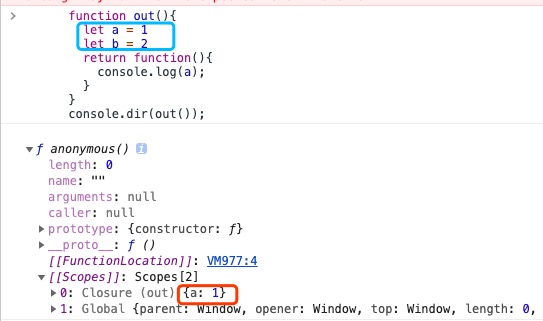 > function out(){
let a = 1
let b = 2
return function(){
console.log(a);
}
}
console.dir(out());
▼ƒ anonymous() i
length: 0
name: ""
arguments: null
caller: null
▶prototype: {constructor: ƒ}
▶__proto__: ƒ ()
[[FunctionLocation]]: VM977:4
▼[[Scopes]]: Scopes[2]
▶0: Closure (out) {a: 1}
▶1: Global {parent: Window, opener: Window, top: Window, length: 0,